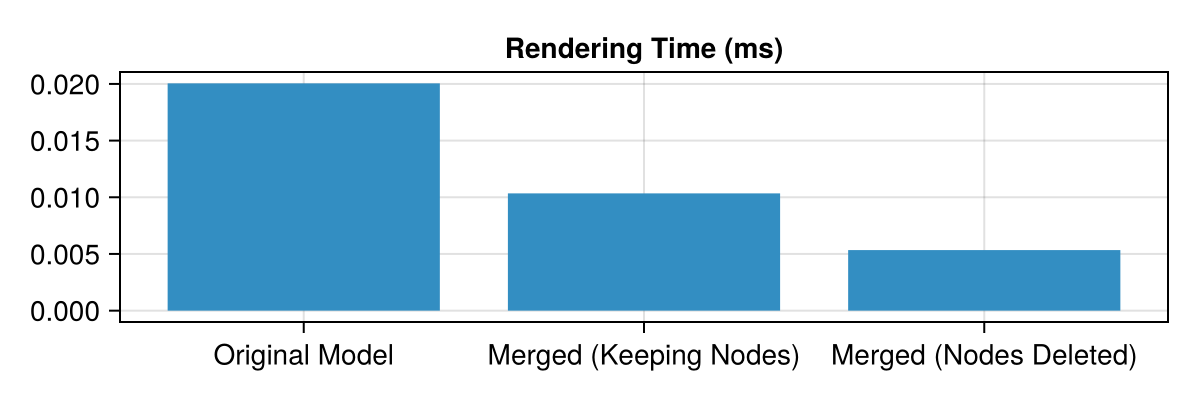 Rendering Time (ms)
0.020
0.015
0.010
0.005
0.000
Original Model
Merged (Keeping Nodes)
Merged (Nodes Deleted)